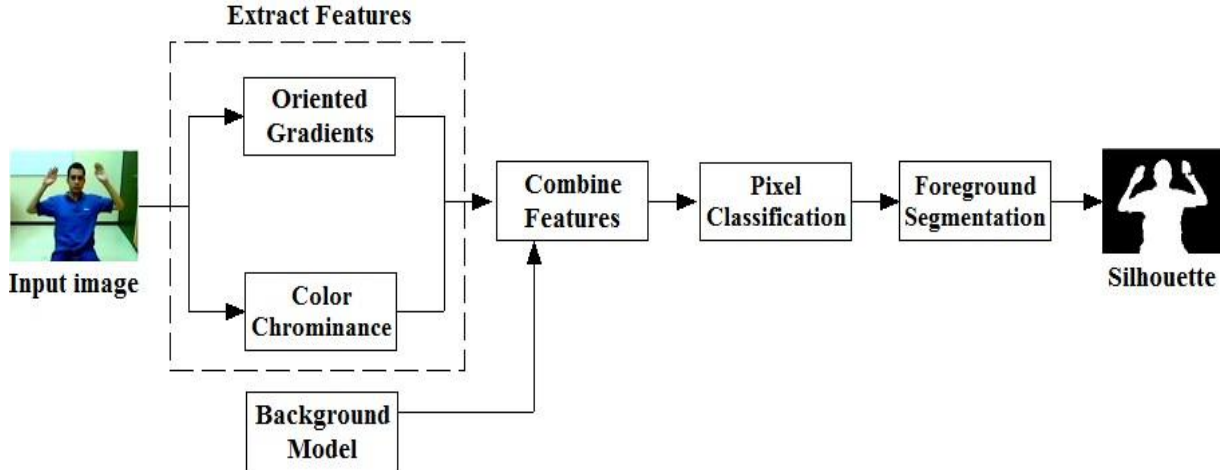 Extract Features
Oriented
Gradients
Input image
Color
Chrominance
Background
Model
Combine
Features
Pixel
Classification
Foreground
Segmentation
Silhouette